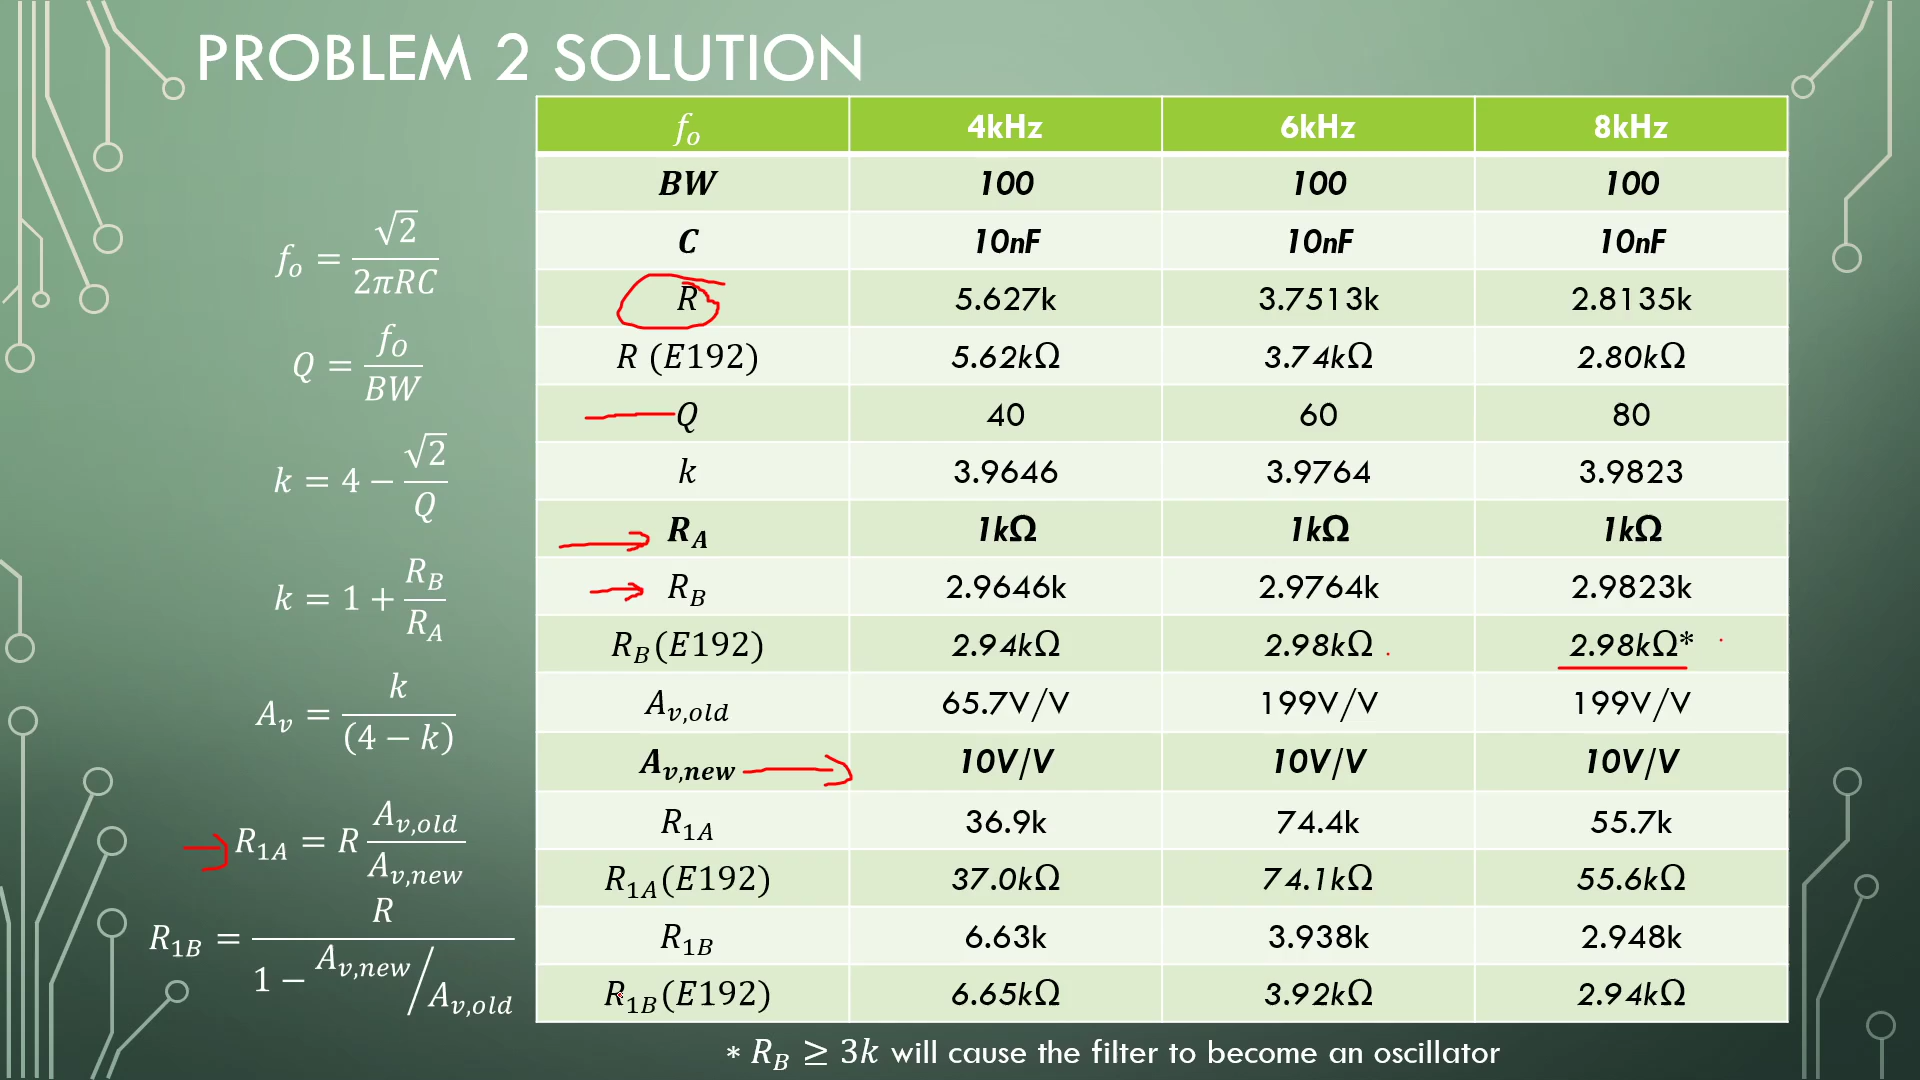 PROBLEM 2 SOLUTION
f_o = √2 / 2πRC
Q = f_O / BW
k = 4 − √2 / Q
k = 1 + R_B / R_A
A_v = k / (4 − k)
R_1A = R A_v,old / A_v,new
R_1B = R / 1 − A_v,new / A_v,old
f_o 4kHz 6kHz 8kHz
BW 100 100 100
C 10nF 10nF 10nF
R 5.627k 3.7513k 2.8135k
R (E192) 5.62kΩ 3.74kΩ 2.80kΩ
Q 40 60 80
k 3.9646 3.9764 3.9823
R_A 1kΩ 1kΩ 1kΩ
R_B 2.9646k 2.9764k 2.9823k
R_B(E192) 2.94kΩ 2.98kΩ 2.98kΩ*
A_v,old 65.7V/V 199V/V 199V/V
A_v,new 10V/V 10V/V 10V/V
R_1A 36.9k 74.4k 55.7k
R_1A(E192) 37.0kΩ 74.1kΩ 55.6kΩ
R_1B 6.63k 3.938k 2.948k
R_1B(E192) 6.65kΩ 3.92kΩ 2.94kΩ
* R_B ≥ 3k will cause the filter to become an oscillator